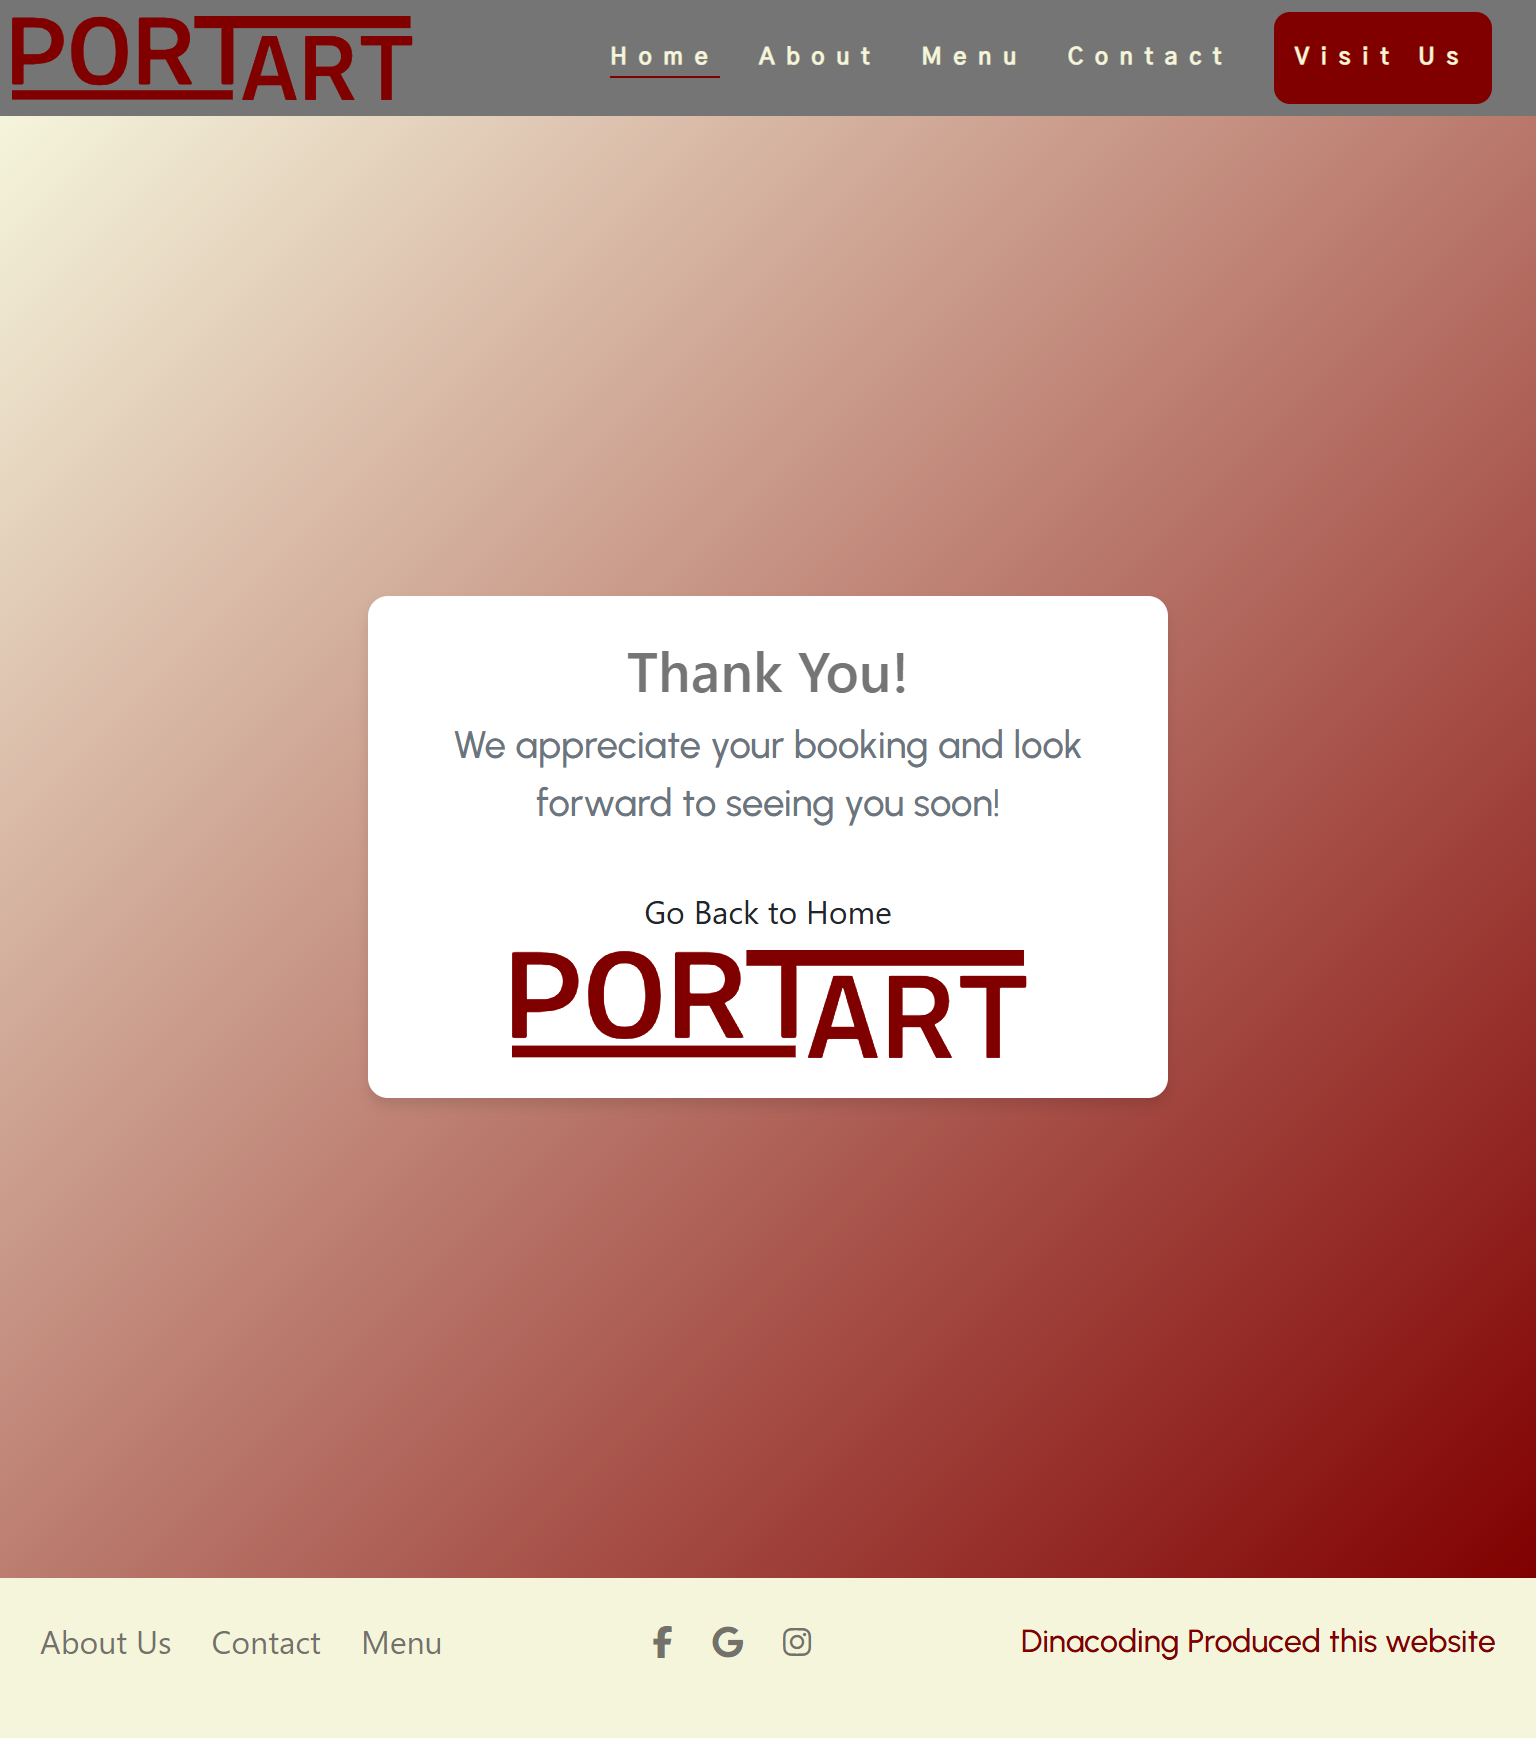 PORTART
Home About Menu Contact Visit Us
Thank You!
We appreciate your booking and look
forward to seeing you soon!
Go Back to Home
PORTART
About Us Contact Menu
Dinacoding Produced this website